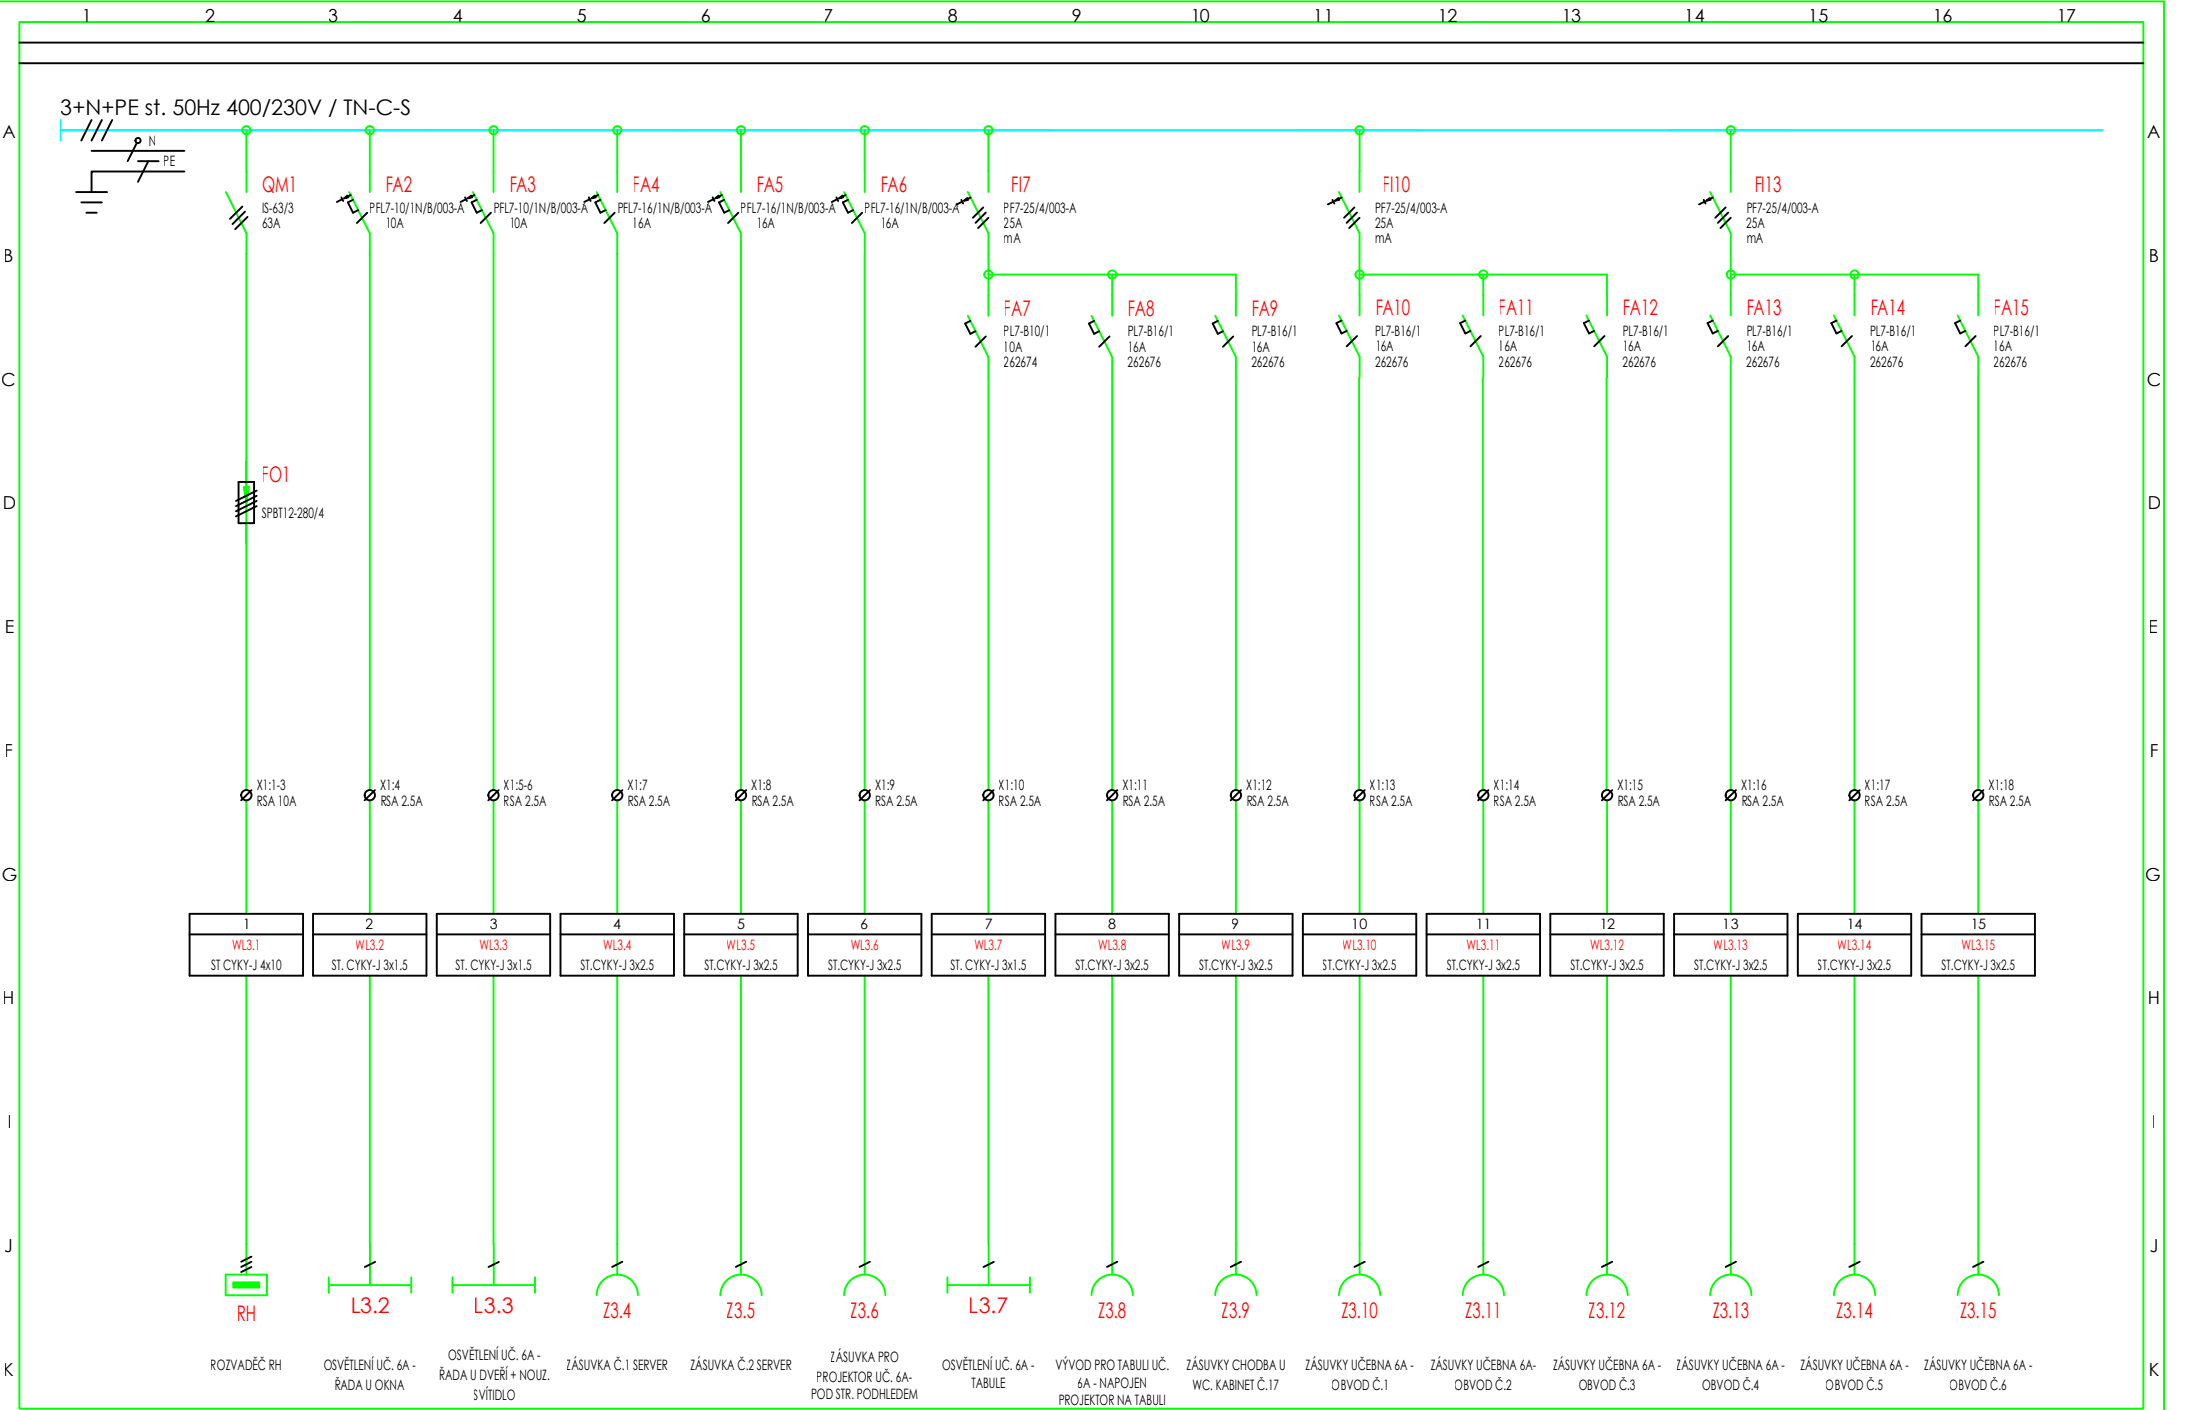 1 2 3 4 5 6 7 8 9 10 11 12 13 14 15 16 17
3+N+PE st. 50Hz 400/230V / TN-C-S
A A
N
PE
QM1 FA2 FA3 FA4 FA5 FA6 FI7 FI10 FI13
IS-63/3 PFL7-10/1N/B/003-A PFL7-10/1N/B/003-A PFL7-16/1N/B/003-A PFL7-16/1N/B/003-A PFL7-16/1N/B/003-A PF7-25/4/003-A PF7-25/4/003-A PF7-25/4/003-A
63A 10A 10A 16A 16A 16A 25A 25A 25A
mA mA mA
B B
FA7 FA8 FA9 FA10 FA11 FA12 FA13 FA14 FA15
PL7-B10/1 PL7-B16/1 PL7-B16/1 PL7-B16/1 PL7-B16/1 PL7-B16/1 PL7-B16/1 PL7-B16/1 PL7-B16/1
10A 16A 16A 16A 16A 16A 16A 16A 16A
262674 262676 262676 262676 262676 262676 262676 262676 262676
C C
FO1
D D
SPBT12-280/4
E E
F F
X1:1-3 X1:4 X1:5-6 X1:7 X1:8 X1:9 X1:10 X1:11 X1:12 X1:13 X1:14 X1:15 X1:16 X1:17 X1:18
RSA 10A RSA 2.5A RSA 2.5A RSA 2.5A RSA 2.5A RSA 2.5A RSA 2.5A RSA 2.5A RSA 2.5A RSA 2.5A RSA 2.5A RSA 2.5A RSA 2.5A RSA 2.5A RSA 2.5A
G G
1 2 3 4 5 6 7 8 9 10 11 12 13 14 15
WL3.1 WL3.2 WL3.3 WL3.4 WL3.5 WL3.6 WL3.7 WL3.8 WL3.9 WL3.10 WL3.11 WL3.12 WL3.13 WL3.14 WL3.15
ST CYKY-J 4x10 ST. CYKY-J 3x1.5 ST. CYKY-J 3x1.5 ST.CYKY-J 3x2.5 ST.CYKY-J 3x2.5 ST.CYKY-J 3x2.5 ST. CYKY-J 3x1.5 ST.CYKY-J 3x2.5 ST.CYKY-J 3x2.5 ST.CYKY-J 3x2.5 ST.CYKY-J 3x2.5 ST.CYKY-J 3x2.5 ST.CYKY-J 3x2.5 ST.CYKY-J 3x2.5 ST.CYKY-J 3x2.5
H H
I I
J J
RH L3.2 L3.3 Z3.4 Z3.5 Z3.6 L3.7 Z3.8 Z3.9 Z3.10 Z3.11 Z3.12 Z3.13 Z3.14 Z3.15
K K
ROZVADĚČ RH
OSVĚTLENÍ UČ. 6A -
ŘADA U OKNA
OSVĚTLENÍ UČ. 6A -
ŘADA U DVEŘÍ + NOUZ.
SVÍTIDLO
ZÁSUVKA Č.1 SERVER
ZÁSUVKA Č.2 SERVER
ZÁSUVKA PRO
PROJEKTOR UČ. 6A-
POD STR. PODHLEDEM
OSVĚTLENÍ UČ. 6A -
TABULE
VÝVOD PRO TABULI UČ.
6A - NAPOJEN
PROJEKTOR NA TABULI
ZÁSUVKY CHODBA U
WC. KABINET Č.17
ZÁSUVKY UČEBNA 6A -
OBVOD Č.1
ZÁSUVKY UČEBNA 6A-
OBVOD Č.2
ZÁSUVKY UČEBNA 6A -
OBVOD Č.3
ZÁSUVKY UČEBNA 6A -
OBVOD Č.4
ZÁSUVKY UČEBNA 6A -
OBVOD Č.5
ZÁSUVKY UČEBNA 6A -
OBVOD Č.6